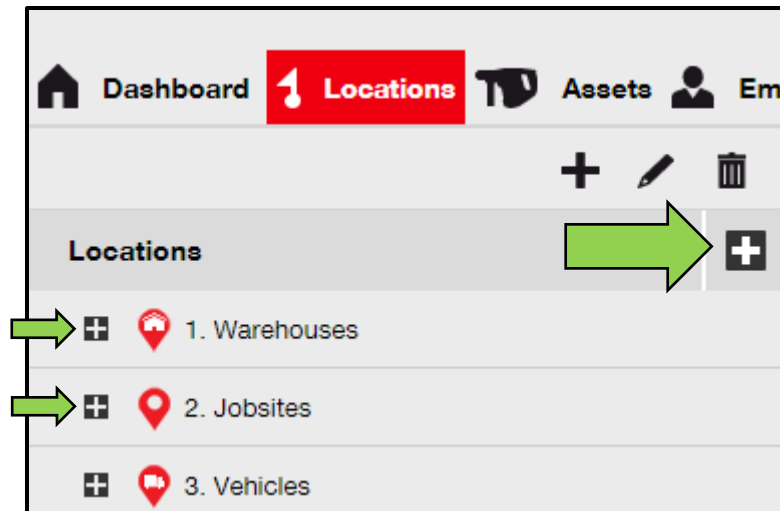 Dashboard Locations Assets Em
Locations
1. Warehouses
2. Jobsites
3. Vehicles